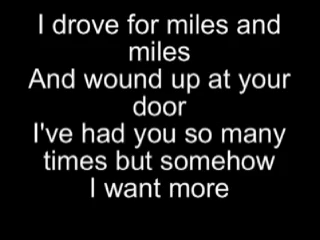 I drove for miles and
miles
And wound up at your
door
I've had you so many
times but somehow
I want more